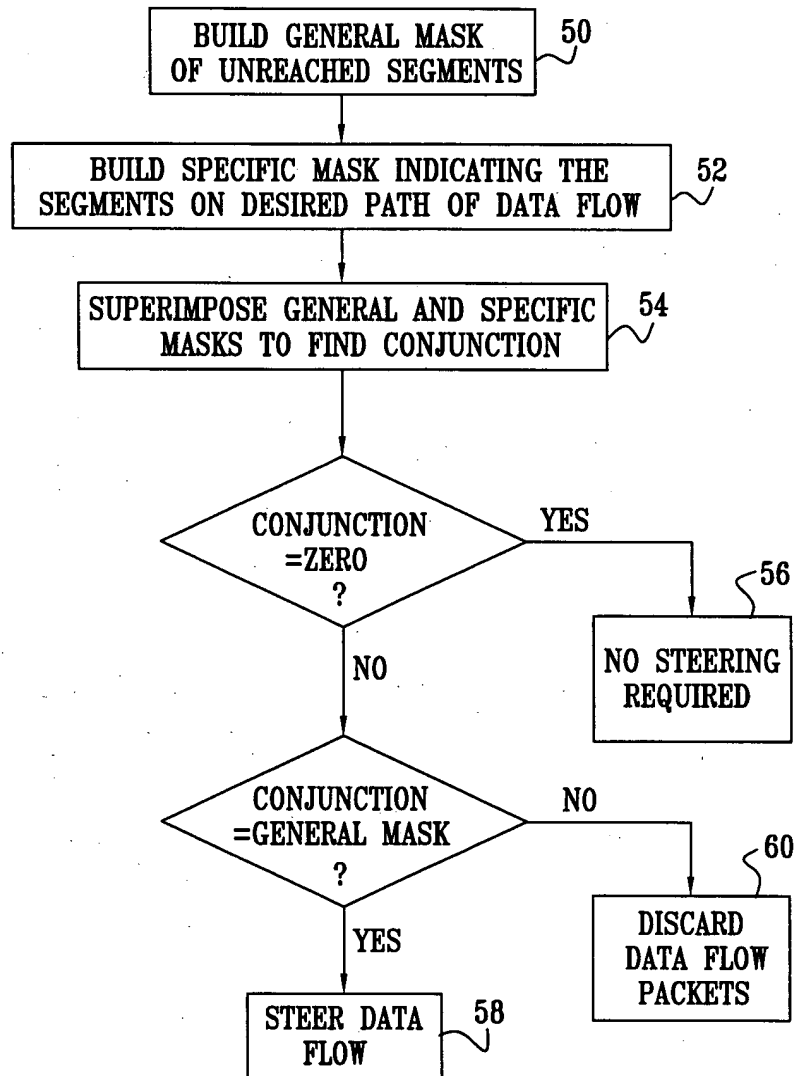 BUILD GENERAL MASK
OF UNREACHED SEGMENTS
50
BUILD SPECIFIC MASK INDICATING THE
SEGMENTS ON DESIRED PATH OF DATA FLOW
52
SUPERIMPOSE GENERAL AND SPECIFIC
MASKS TO FIND CONJUNCTION
54
CONJUNCTION
=ZERO
?
YES
56
NO STEERING
REQUIRED
NO
CONJUNCTION
=GENERAL MASK
?
NO
60
DISCARD
DATA FLOW
PACKETS
YES
STEER DATA
FLOW
58